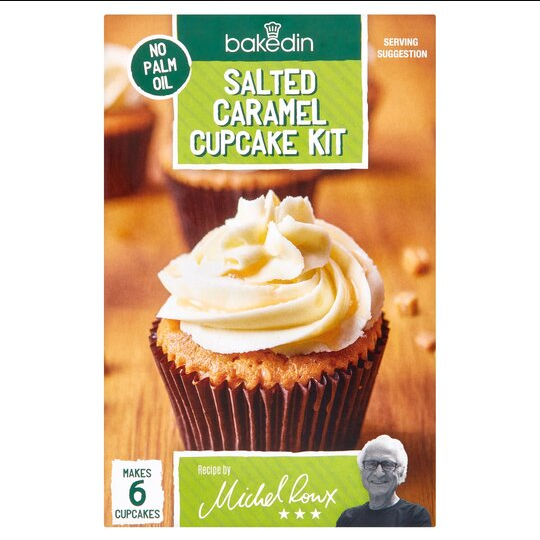 bakedin
NO
PALM
OIL
SERVING
SUGGESTION
SALTED
CARAMEL
CUPCAKE KIT
Recipe by
Michel Roux
MAKES
6
CUPCAKES